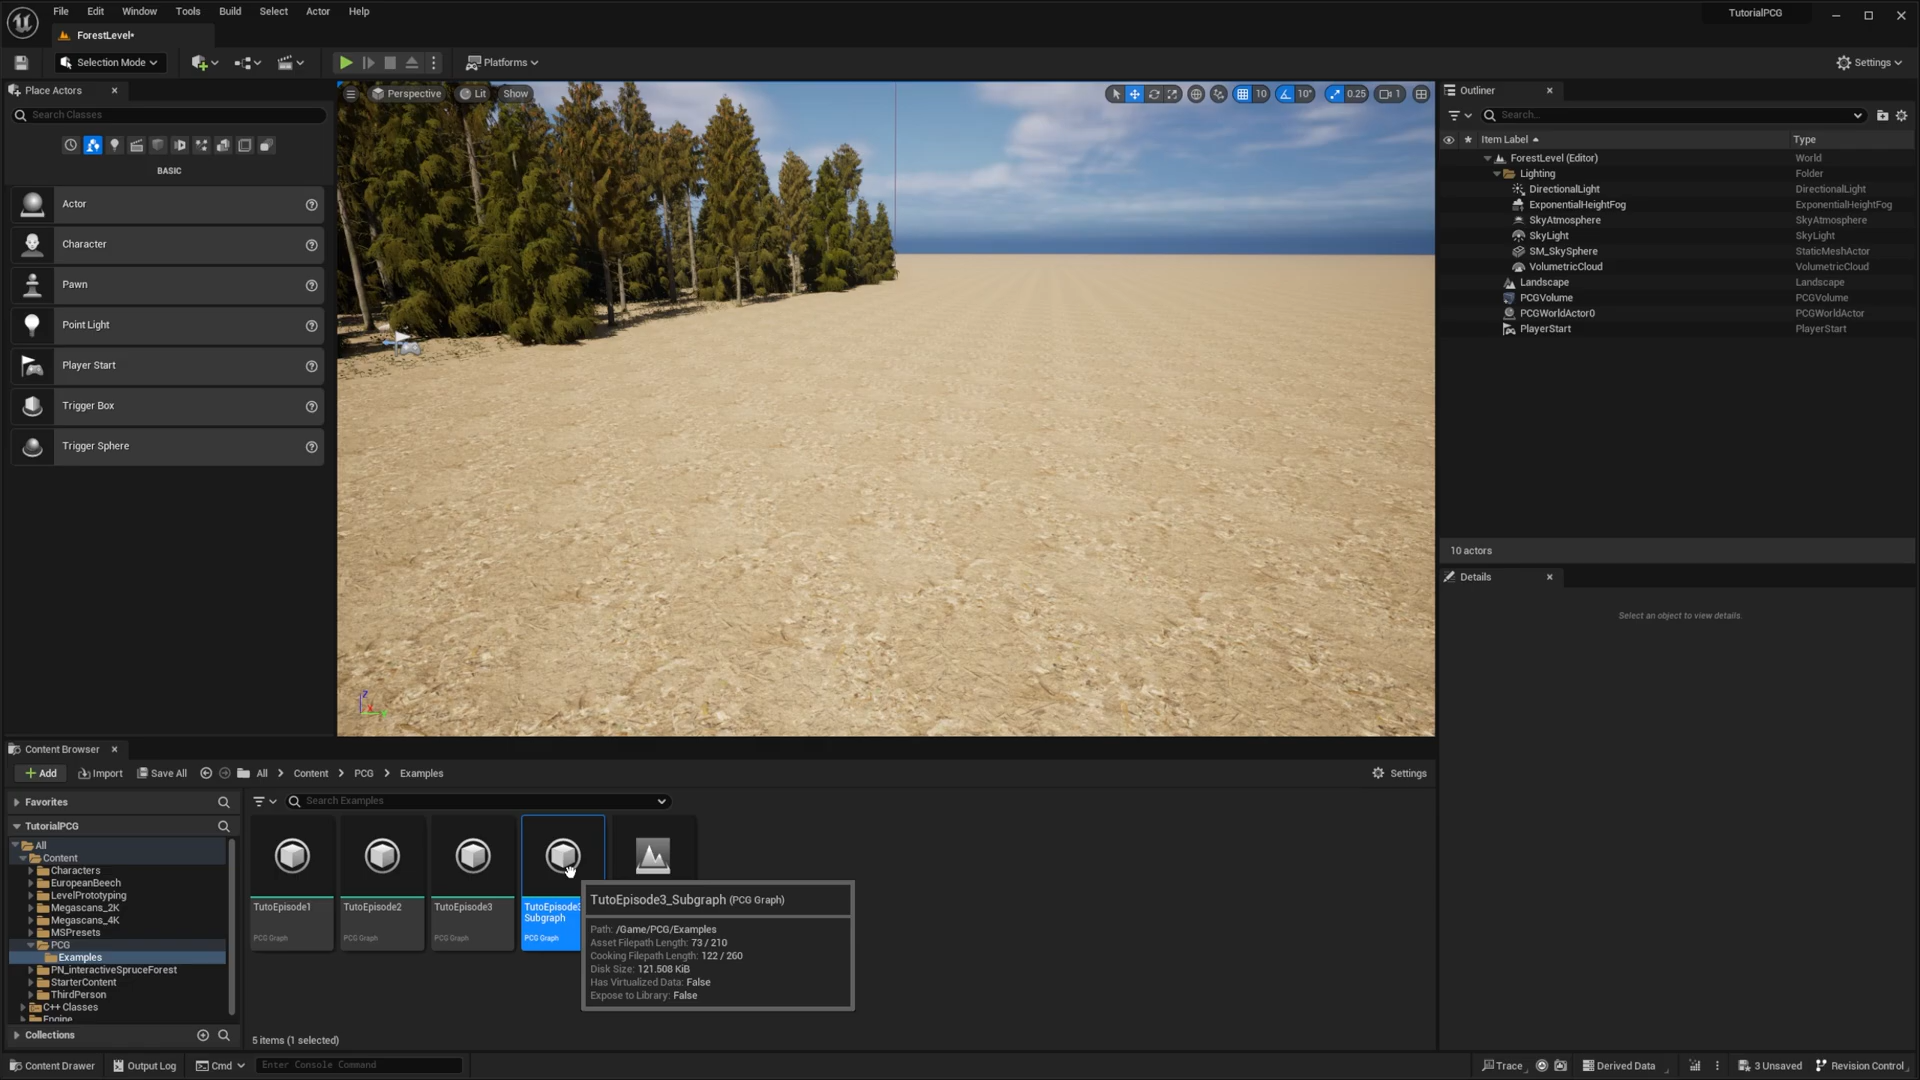 File Edit Window Tools Build Select Actor Help
TutorialPCG
ForestLevel•
Selection Mode
Platforms
Settings
Place Actors
Search Classes
BASIC
Actor
Character
Pawn
Point Light
Player Start
Trigger Box
Trigger Sphere
Perspective Lit Show
10 10° 0.25 1
Outliner
Search...
Item Label Type
ForestLevel (Editor) World
Lighting Folder
DirectionalLight DirectionalLight
ExponentialHeightFog ExponentialHeightFog
SkyAtmosphere SkyAtmosphere
SkyLight SkyLight
SM_SkySphere StaticMeshActor
VolumetricCloud VolumetricCloud
Landscape Landscape
PCGVolume PCGVolume
PCGWorldActor0 PCGWorldActor
PlayerStart PlayerStart
10 actors
Details
Select an object to view details.
Content Browser
Add Import Save All All Content PCG Examples Settings
Favorites
Search Examples
TutorialPCG
All
Content
Characters
EuropeanBeech
LevelPrototyping
Megascans_2K
Megascans_4K
MSPresets
PCG
Examples
PN_interactiveSpruceForest
StarterContent
ThirdPerson
C++ Classes
Engine
Collections
TutoEpisode1
PCG Graph
TutoEpisode2
PCG Graph
TutoEpisode3
PCG Graph
TutoEpisode3
Subgraph
PCG Graph
TutoEpisode3_Subgraph (PCG Graph)
Path: /Game/PCG/Examples
Asset Filepath Length: 73 / 210
Cooking Filepath Length: 122 / 260
Disk Size: 121.508 KiB
Has Virtualized Data: False
Expose to Library: False
5 items (1 selected)
Content Drawer Output Log Cmd Enter Console Command
Trace Derived Data 3 Unsaved Revision Control